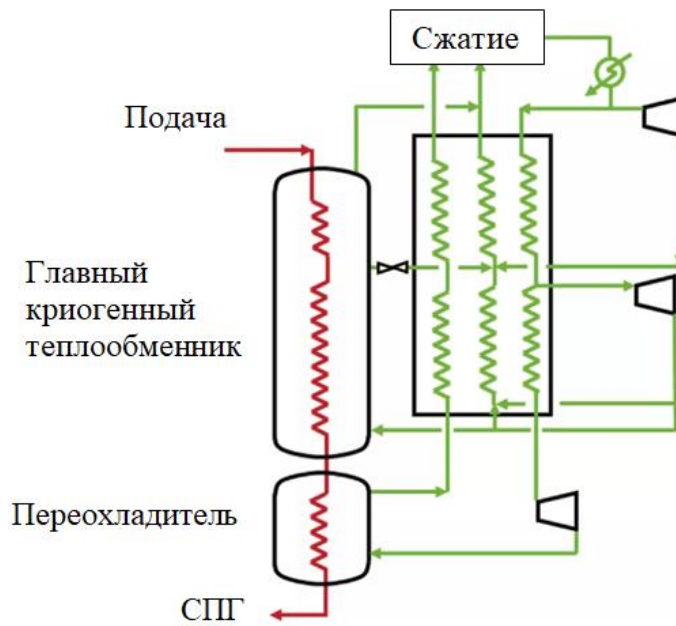 Сжатие
Подача
Главный
криогенный
теплообменник
Переохладитель
СПГ